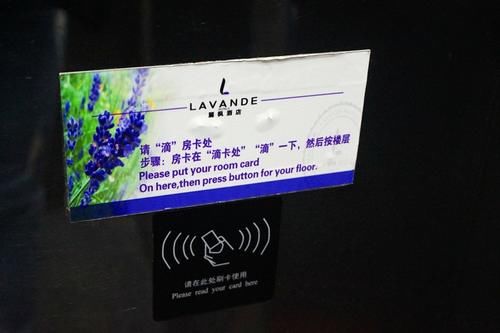 LAVANDE
麗枫酒店
请“滴”房卡处
步骤：房卡在“滴卡处”“滴”一下，然后按楼层
Please put your room card
On here,then press button for your floor.
请在此处刷卡使用
Please read your card here